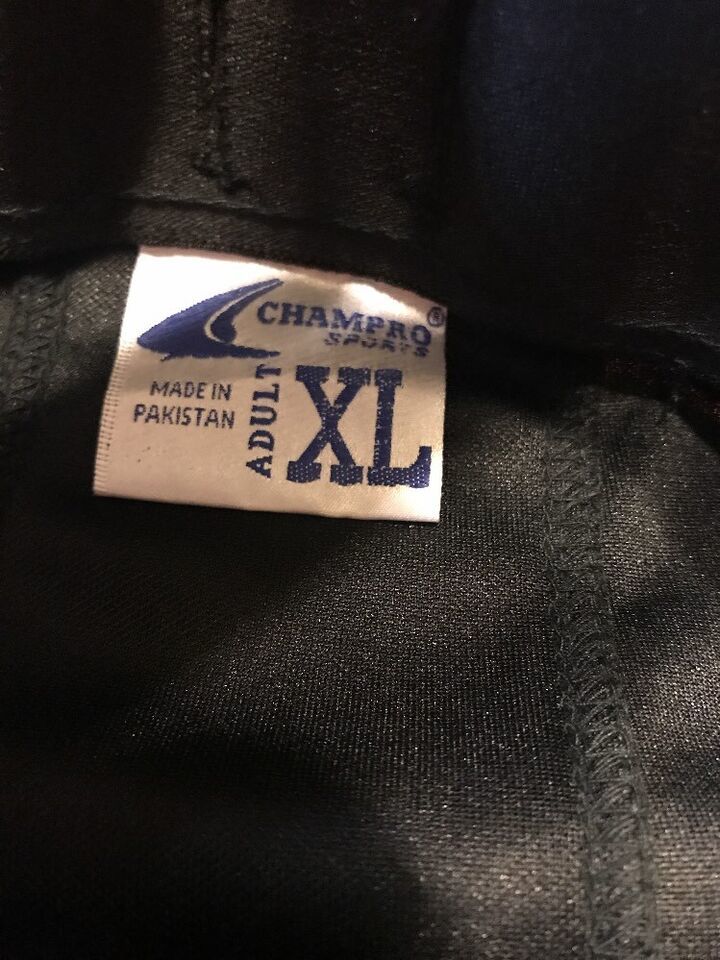 CHAMPRO®
SPORTS
MADE IN
PAKISTAN
ADULT
XL